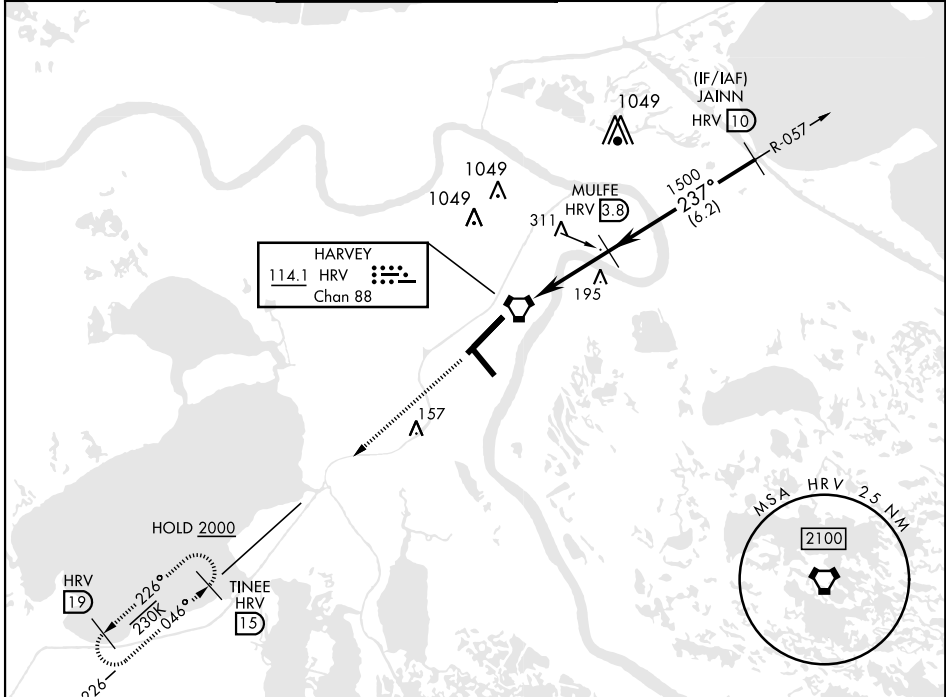 (IF/IAF)
JAINN
HRV 10
R-057
1049
1500
237°
(6.2)
MULFE
HRV 3.8
311
1049
1049
195
HARVEY
114.1 HRV
Chan 88
157
HOLD 2000
HRV
19
226°
230K
046°
TINEE
HRV
15
226
MSA HRV 25 NM
2100